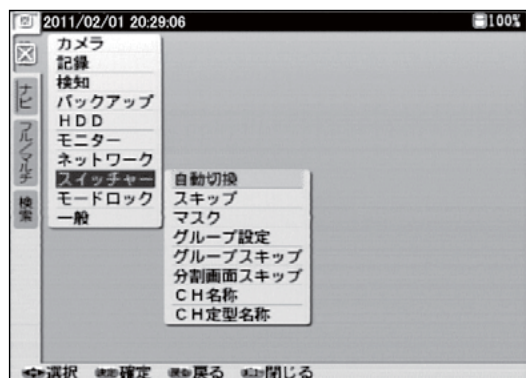 2011/02/01 20:29:06
100%
カメラ
記録
検知
バックアップ
HDD
モニター
ネットワーク
スイッチャー
モードロック
一般
自動切換
スキップ
マスク
グループ設定
グループスキップ
分割画面スキップ
CH名称
CH定型名称
ナビ
フル/マルチ
検索
選択 確定 戻る 閉じる